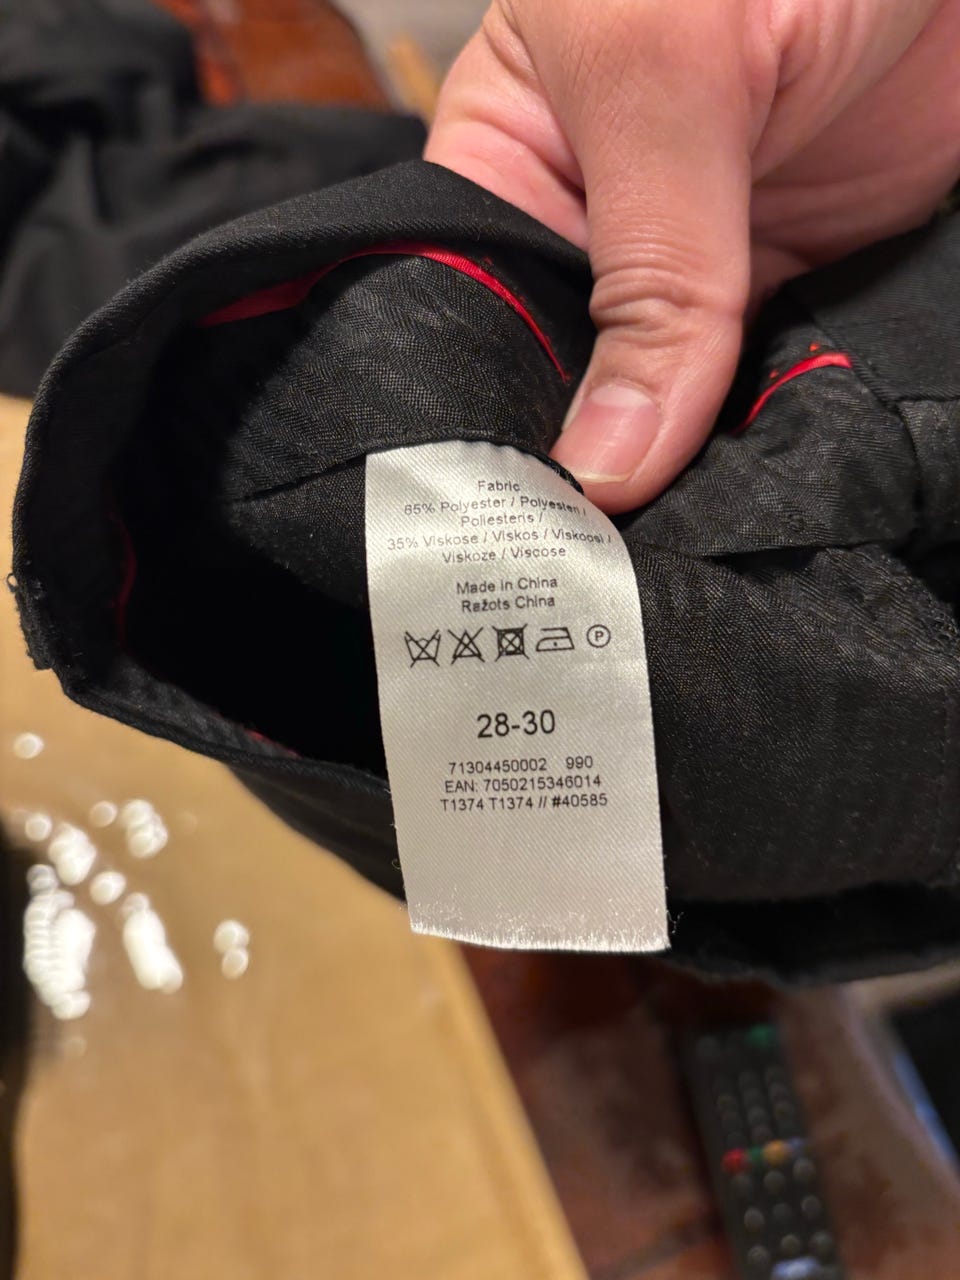 Fabric
65% Polyester / Polyesteri /
Poliesteris /
35% Viskose / Viskos / Viskoosi /
Viskoze / Viscose
Made in China
Ražots China
P
28-30
71304450002 990
EAN: 7050215346014
T1374 T1374 // #40585